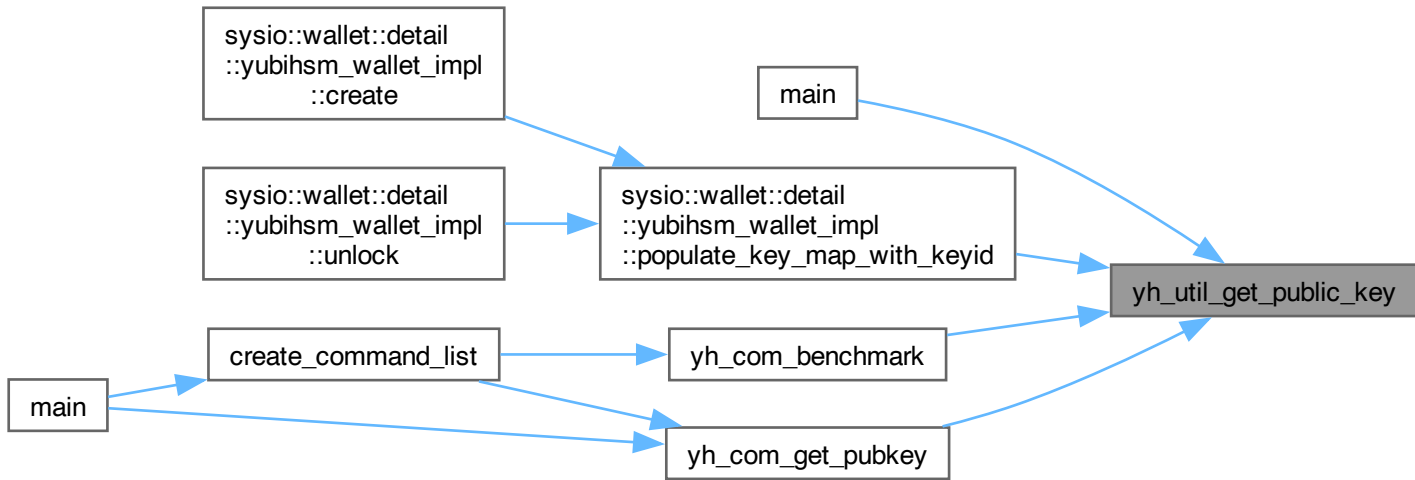 sysio::wallet::detail
::yubihsm_wallet_impl
::create
main
sysio::wallet::detail
::yubihsm_wallet_impl
::unlock
sysio::wallet::detail
::yubihsm_wallet_impl
::populate_key_map_with_keyid
yh_util_get_public_key
create_command_list
yh_com_benchmark
main
yh_com_get_pubkey